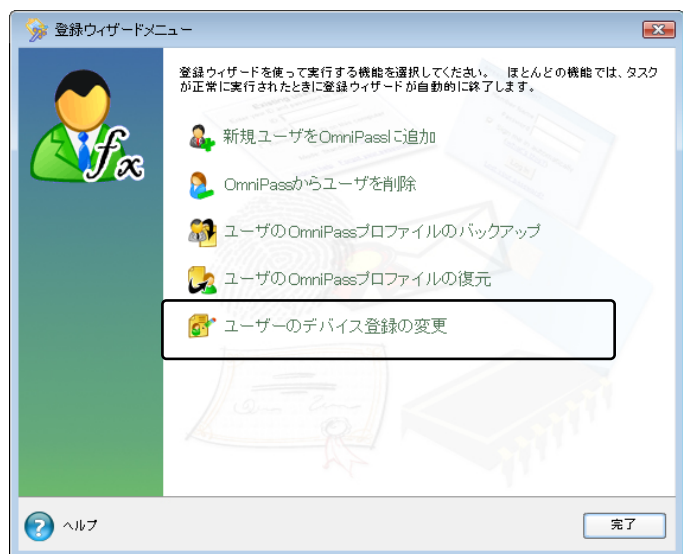 登録ウィザードメニュー
登録ウィザードを使って実行する機能を選択してください。 ほとんどの機能では、タスク
が正常に実行されたときに登録ウィザードが自動的に終了します。
新規ユーザをOmniPassに追加
OmniPassからユーザを削除
ユーザのOmniPassプロファイルのバックアップ
ユーザのOmniPassプロファイルの復元
ユーザーのデバイス登録の変更
ヘルプ
完了